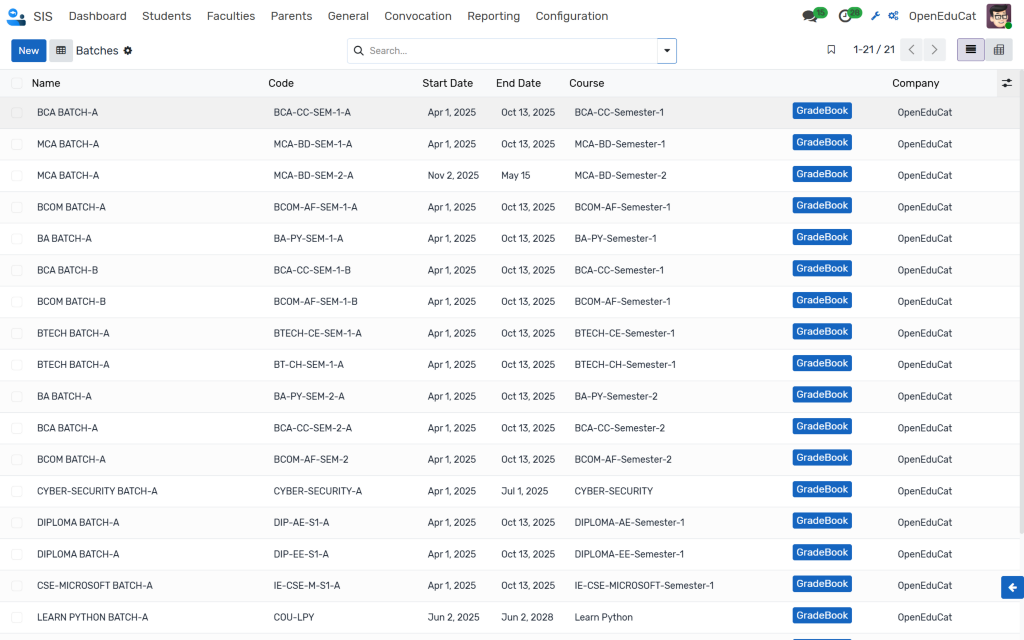 SIS Dashboard Students Faculties Parents General Convocation Reporting Configuration 15 28 OpenEduCat
New Batches Search... 1-21 / 21
Name Code Start Date End Date Course Company
BCA BATCH-A BCA-CC-SEM-1-A Apr 1, 2025 Oct 13, 2025 BCA-CC-Semester-1 GradeBook OpenEduCat
MCA BATCH-A MCA-BD-SEM-1-A Apr 1, 2025 Oct 13, 2025 MCA-BD-Semester-1 GradeBook OpenEduCat
MCA BATCH-A MCA-BD-SEM-2-A Nov 2, 2025 May 15 MCA-BD-Semester-2 GradeBook OpenEduCat
BCOM BATCH-A BCOM-AF-SEM-1-A Apr 1, 2025 Oct 13, 2025 BCOM-AF-Semester-1 GradeBook OpenEduCat
BA BATCH-A BA-PY-SEM-1-A Apr 1, 2025 Oct 13, 2025 BA-PY-Semester-1 GradeBook OpenEduCat
BCA BATCH-B BCA-CC-SEM-1-B Apr 1, 2025 Oct 13, 2025 BCA-CC-Semester-1 GradeBook OpenEduCat
BCOM BATCH-B BCOM-AF-SEM-1-B Apr 1, 2025 Oct 13, 2025 BCOM-AF-Semester-1 GradeBook OpenEduCat
BTECH BATCH-A BTECH-CE-SEM-1-A Apr 1, 2025 Oct 13, 2025 BTECH-CE-Semester-1 GradeBook OpenEduCat
BTECH BATCH-A BT-CH-SEM-1-A Apr 1, 2025 Oct 13, 2025 BTECH-CH-Semester-1 GradeBook OpenEduCat
BA BATCH-A BA-PY-SEM-2-A Apr 1, 2025 Oct 13, 2025 BA-PY-Semester-2 GradeBook OpenEduCat
BCA BATCH-A BCA-CC-SEM-2-A Apr 1, 2025 Oct 13, 2025 BCA-CC-Semester-2 GradeBook OpenEduCat
BCOM BATCH-A BCOM-AF-SEM-2 Apr 1, 2025 Oct 13, 2025 BCOM-AF-Semester-2 GradeBook OpenEduCat
CYBER-SECURITY BATCH-A CYBER-SECURITY-A Apr 1, 2025 Jul 1, 2025 CYBER-SECURITY GradeBook OpenEduCat
DIPLOMA BATCH-A DIP-AE-S1-A Apr 1, 2025 Oct 13, 2025 DIPLOMA-AE-Semester-1 GradeBook OpenEduCat
DIPLOMA BATCH-A DIP-EE-S1-A Apr 1, 2025 Oct 13, 2025 DIPLOMA-EE-Semester-1 GradeBook OpenEduCat
CSE-MICROSOFT BATCH-A IE-CSE-M-S1-A Apr 1, 2025 Oct 13, 2025 IE-CSE-MICROSOFT-Semester-1 GradeBook OpenEduCat
LEARN PYTHON BATCH-A COU-LPY Jun 2, 2025 Jun 2, 2028 Learn Python GradeBook OpenEduCat